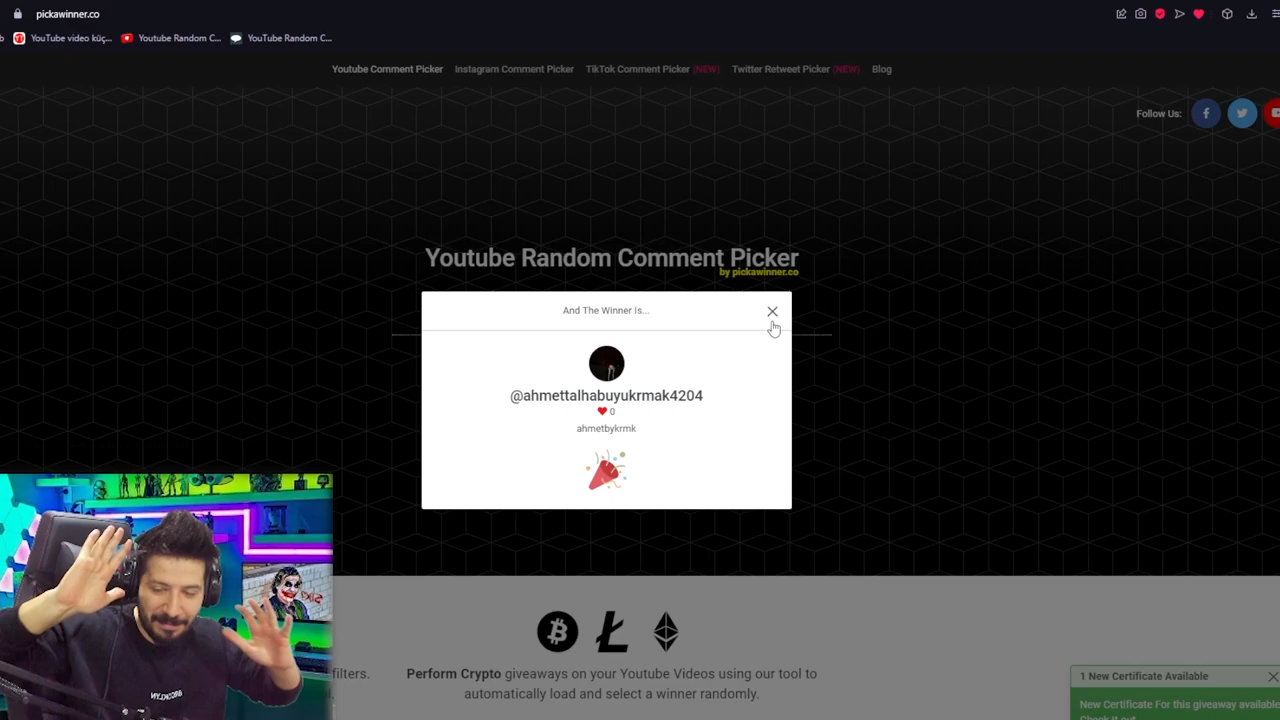 pickawinner.co
YouTube video küç...
Youtube Random C...
YouTube Random C...
Youtube Comment Picker
Instagram Comment Picker
TikTok Comment Picker (NEW)
Twitter Retweet Picker (NEW)
Blog
Follow Us:
Youtube Random Comment Picker
by pickawinner.co
And The Winner Is...
@ahmettalhabuyukrmak4204
0
ahmetbykrmk
filters.
Perform Crypto giveaways on your Youtube Videos using our tool to
automatically load and select a winner randomly.
1 New Certificate Available
New Certificate For this giveaway available
Check it out